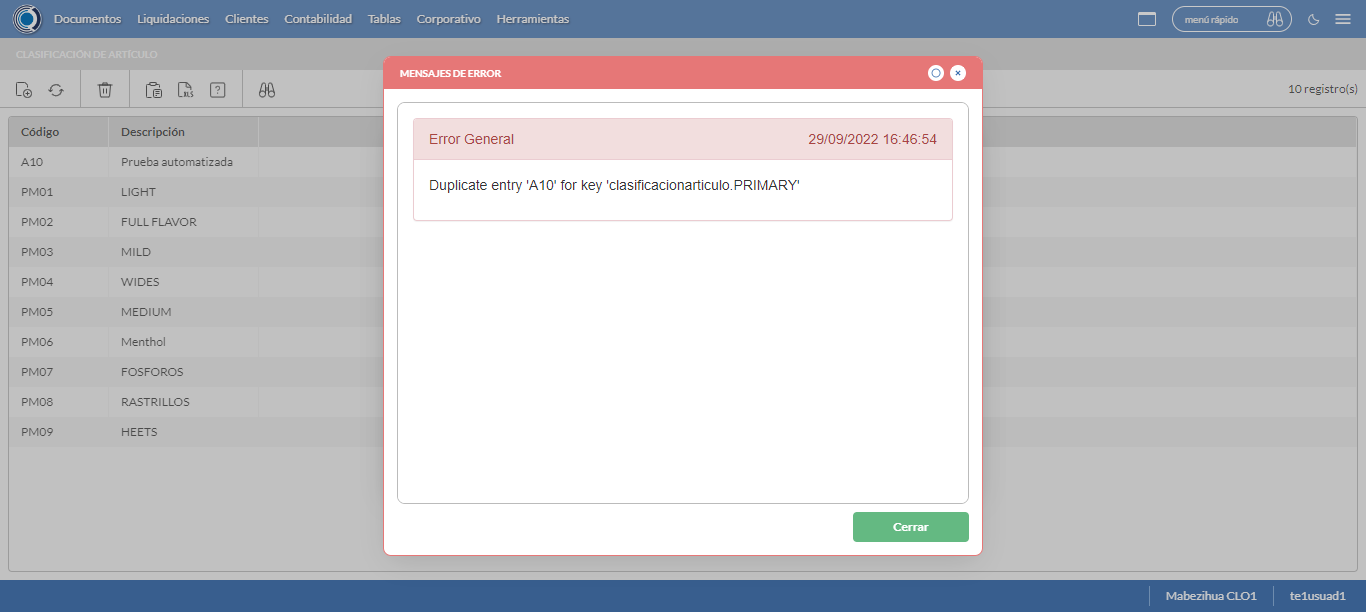 Documentos Liquidaciones Clientes Contabilidad Tablas Corporativo Herramientas menú rápido
CLASIFICACIÓN DE ARTÍCULO
MENSAJES DE ERROR
XLS ? 10 registro(s)
Error General 29/09/2022 16:46:54
Duplicate entry 'A10' for key 'clasificacionarticulo.PRIMARY'
Cerrar
Código Descripción
A10 Prueba automatizada
PM01 LIGHT
PM02 FULL FLAVOR
PM03 MILD
PM04 WIDES
PM05 MEDIUM
PM06 Menthol
PM07 FOSFOROS
PM08 RASTRILLOS
PM09 HEETS
Mabezihua CLO1 te1usuad1